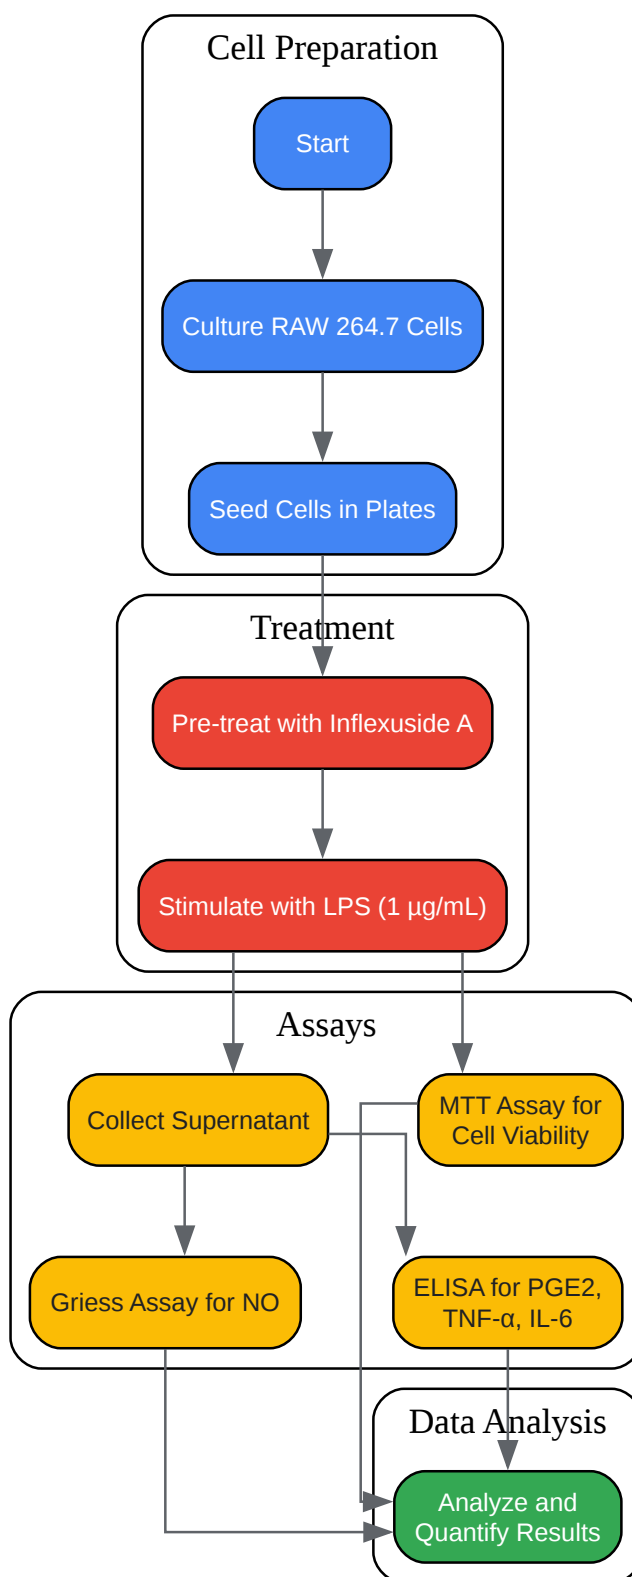 Cell Preparation
Start
Culture RAW 264.7 Cells
Seed Cells in Plates
Treatment
Pre-treat with Inflexuside A
Stimulate with LPS (1 µg/mL)
Assays
Collect Supernatant
MTT Assay for
Cell Viability
Griess Assay for NO
ELISA for PGE2,
TNF-α, IL-6
Data Analysis
Analyze and
Quantify Results